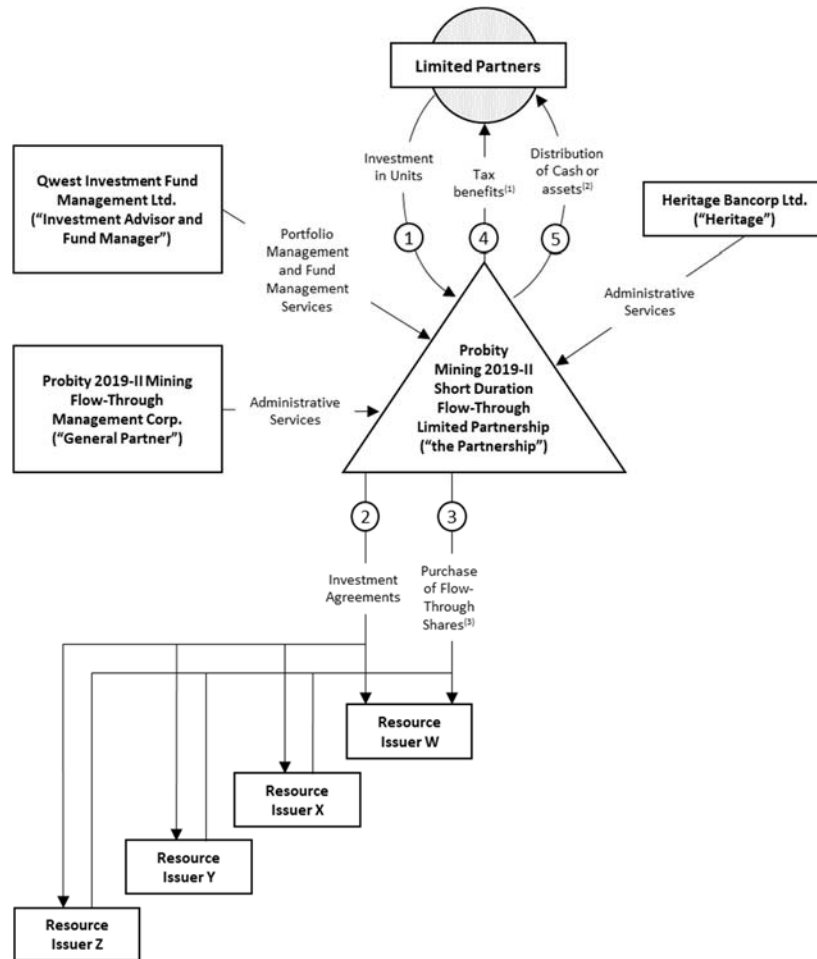 Limited Partners
Investment
in Units
Tax
benefits(1)
Distribution
of Cash or
assets(2)
Qwest Investment Fund
Management Ltd.
("Investment Advisor and
Fund Manager")
Heritage Bancorp Ltd.
("Heritage")
1
4
5
Portfolio
Management
and Fund
Management
Services
Administrative
Services
Probity 2019-II Mining
Flow-Through
Management Corp.
("General Partner")
Administrative
Services
Probity
Mining 2019-II
Short Duration
Flow-Through
Limited Partnership
("the Partnership")
2
3
Investment
Agreements
Purchase
of Flow-
Through
Shares(3)
Resource
Issuer W
Resource
Issuer X
Resource
Issuer Y
Resource
Issuer Z